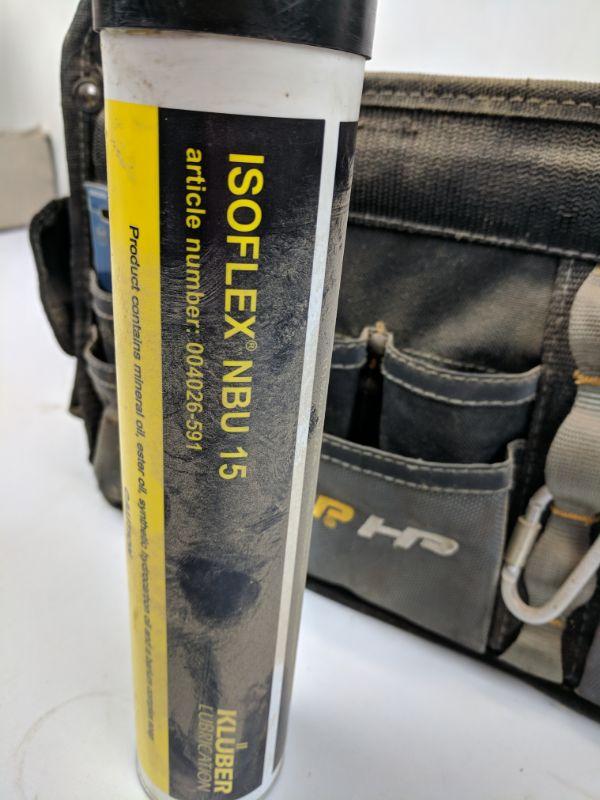 ISOFLEX® NBU 15
article number: 004026-591
Product contains mineral oil, ester oil, synthetic hydrocarbon oil and a barium complex soap
KLÜBER
LUBRICATION
HP